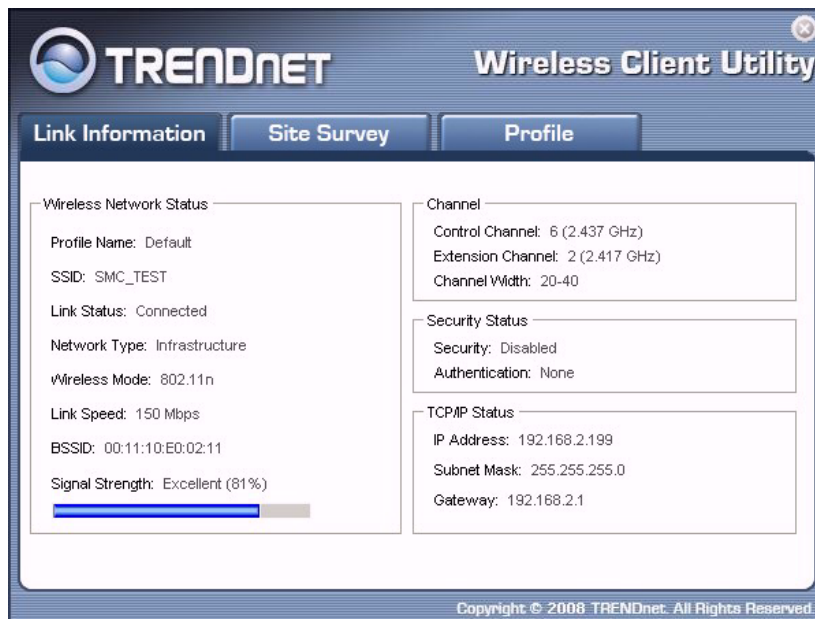 TRENDnet
Wireless Client Utility
Link Information
Site Survey
Profile
Wireless Network Status
Profile Name: Default
SSID: SMC_TEST
Link Status: Connected
Network Type: Infrastructure
Wireless Mode: 802.11n
Link Speed: 150 Mbps
BSSID: 00:11:10:E0:02:11
Signal Strength: Excellent (81%)
Channel
Control Channel: 6 (2.437 GHz)
Extension Channel: 2 (2.417 GHz)
Channel Width: 20-40
Security Status
Security: Disabled
Authentication: None
TCP/IP Status
IP Address: 192.168.2.199
Subnet Mask: 255.255.255.0
Gateway: 192.168.2.1
Copyright © 2008 TRENDnet. All Rights Reserved.